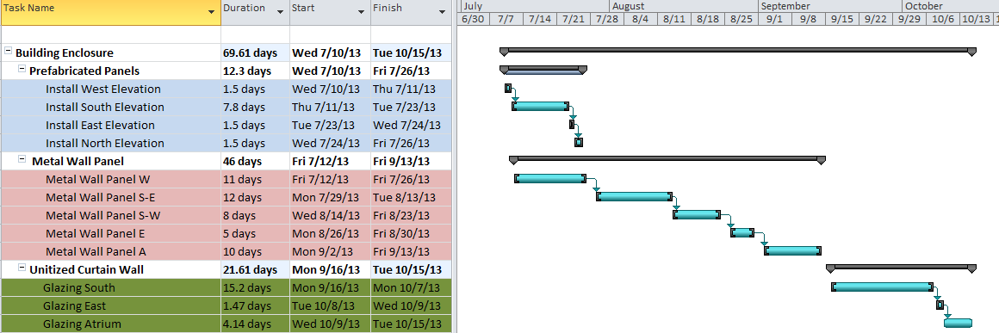 Task Name Duration Start Finish July August September October
6/30 7/7 7/14 7/21 7/28 8/4 8/11 8/18 8/25 9/1 9/8 9/15 9/22 9/29 10/6 10/13
Building Enclosure 69.61 days Wed 7/10/13 Tue 10/15/13
Prefabricated Panels 12.3 days Wed 7/10/13 Fri 7/26/13
Install West Elevation 1.5 days Wed 7/10/13 Thu 7/11/13
Install South Elevation 7.8 days Thu 7/11/13 Tue 7/23/13
Install East Elevation 1.5 days Tue 7/23/13 Wed 7/24/13
Install North Elevation 1.5 days Wed 7/24/13 Fri 7/26/13
Metal Wall Panel 46 days Fri 7/12/13 Fri 9/13/13
Metal Wall Panel W 11 days Fri 7/12/13 Fri 7/26/13
Metal Wall Panel S-E 12 days Mon 7/29/13 Tue 8/13/13
Metal Wall Panel S-W 8 days Wed 8/14/13 Fri 8/23/13
Metal Wall Panel E 5 days Mon 8/26/13 Fri 8/30/13
Metal Wall Panel A 10 days Mon 9/2/13 Fri 9/13/13
Unitized Curtain Wall 21.61 days Mon 9/16/13 Tue 10/15/13
Glazing South 15.2 days Mon 9/16/13 Mon 10/7/13
Glazing East 1.47 days Tue 10/8/13 Wed 10/9/13
Glazing Atrium 4.14 days Wed 10/9/13 Tue 10/15/13